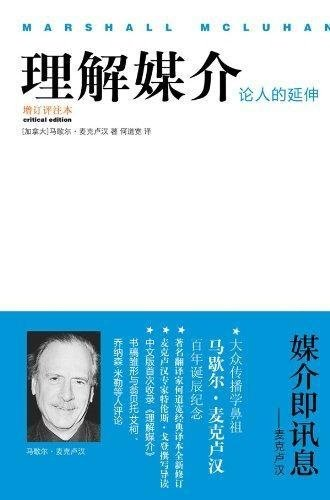 MARSHALL MCLUHAN
理解媒介
论人的延伸
增订评注本
critical edition
[加拿大]马歇尔·麦克卢汉 著 何道宽 译
媒介即讯息
——麦克卢汉
大众传播学鼻祖
马歇尔·麦克卢汉
百年诞辰纪念
著名翻译家何道宽经典译本全新修订
麦克卢汉专家特伦斯·戈登撰写导读
中文版首次收录《理解媒介》
书稿雏形与翁贝托·艾柯、
乔纳森·米勒等人评论
马歇尔·麦克卢汉